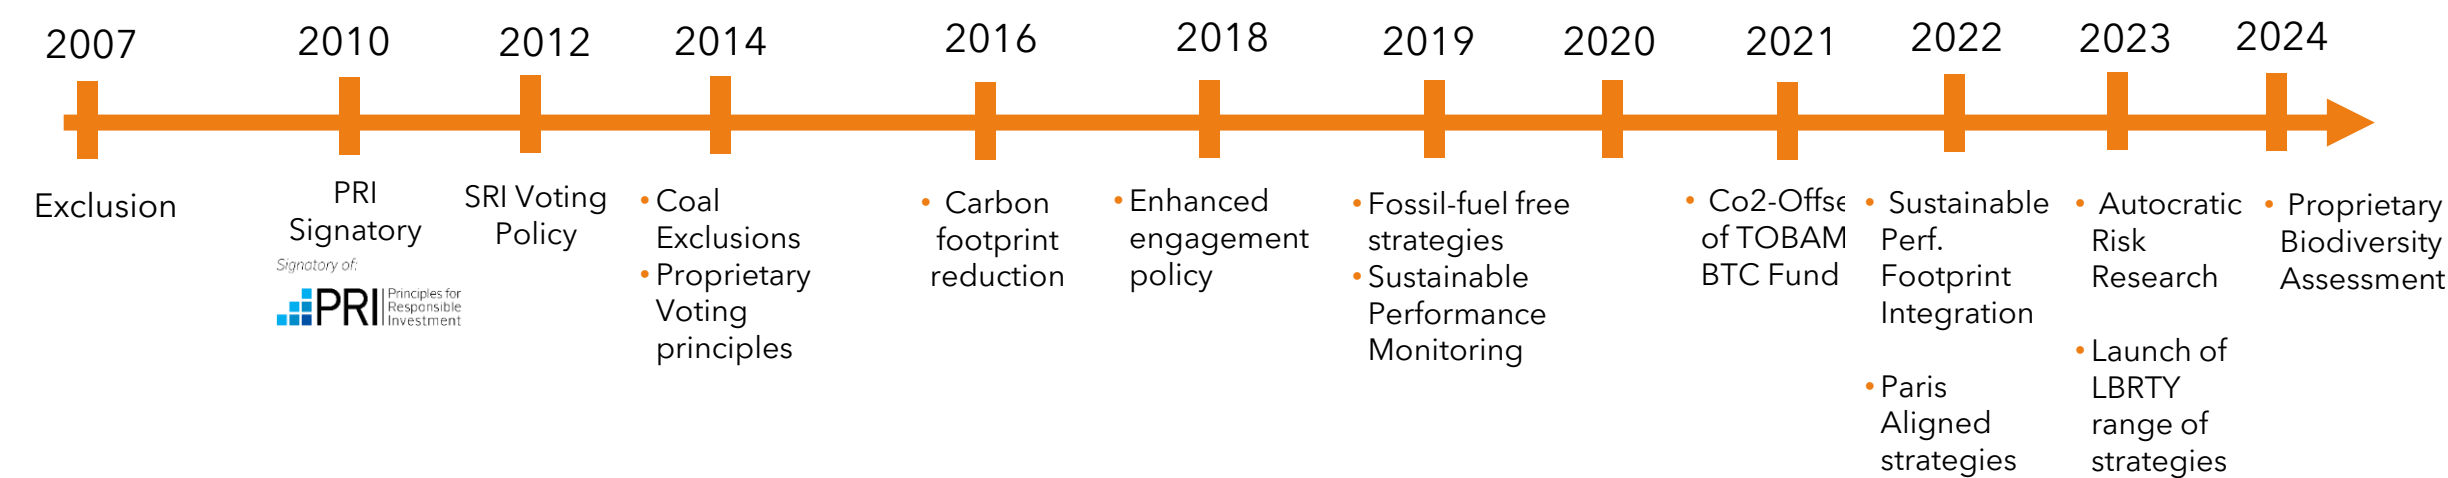 2007
2010
2012
2014
2016
2018
2019
2020
2021
2022
2023
2024
Exclusion
PRI
Signatory
Signatory of:
PRI
Principles for
Responsible
Investment
SRI Voting
Policy
• Coal
Exclusions
• Proprietary
Voting
principles
• Carbon
footprint
reduction
• Enhanced
engagement
policy
• Fossil-fuel free
strategies
• Sustainable
Performance
Monitoring
• Co2-Offse
of TOBAM
BTC Fund
• Sustainable
Perf.
Footprint
Integration
• Paris
Aligned
strategies
• Autocratic
Risk
Research
• Launch of
LBRTY
range of
strategies
• Proprietary
Biodiversity
Assessment